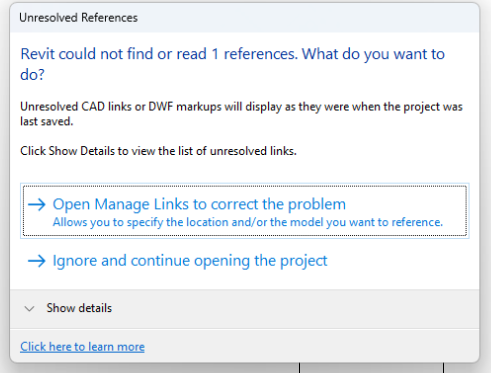 Unresolved References
Revit could not find or read 1 references. What do you want to
do?
Unresolved CAD links or DWF markups will display as they were when the project was
last saved.
Click Show Details to view the list of unresolved links.
Open Manage Links to correct the problem
Allows you to specify the location and/or the model you want to reference.
Ignore and continue opening the project
Show details
Click here to learn more